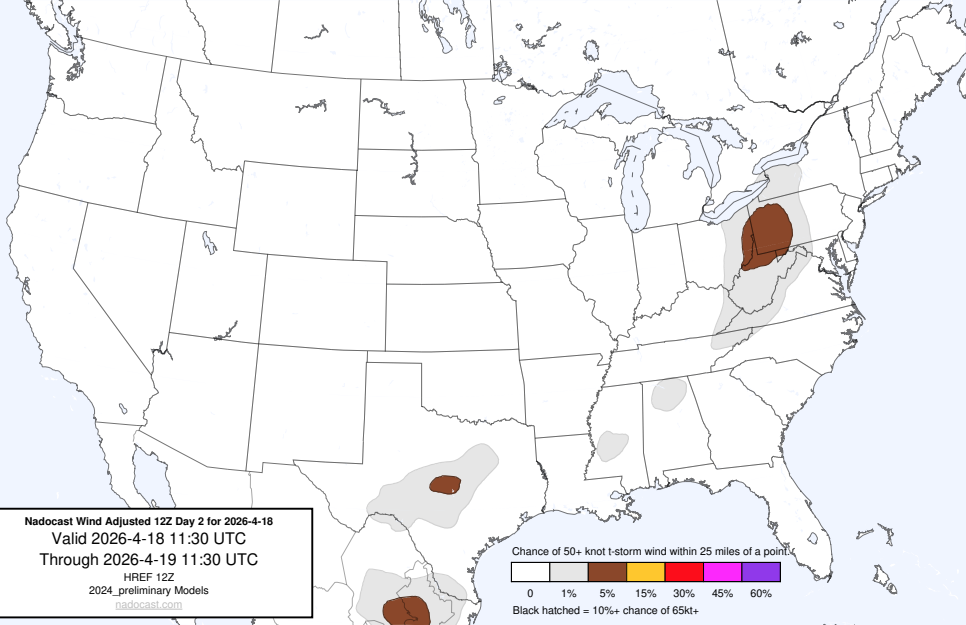 Nadocast Wind Adjusted 12Z Day 2 for 2026-4-18
Valid 2026-4-18 11:30 UTC
Through 2026-4-19 11:30 UTC
HREF 12Z
2024_preliminary Models
nadocast.com
Chance of 50+ knot t-storm wind within 25 miles of a point.
0 1% 5% 15% 30% 45% 60%
Black hatched = 10%+ chance of 65kt+